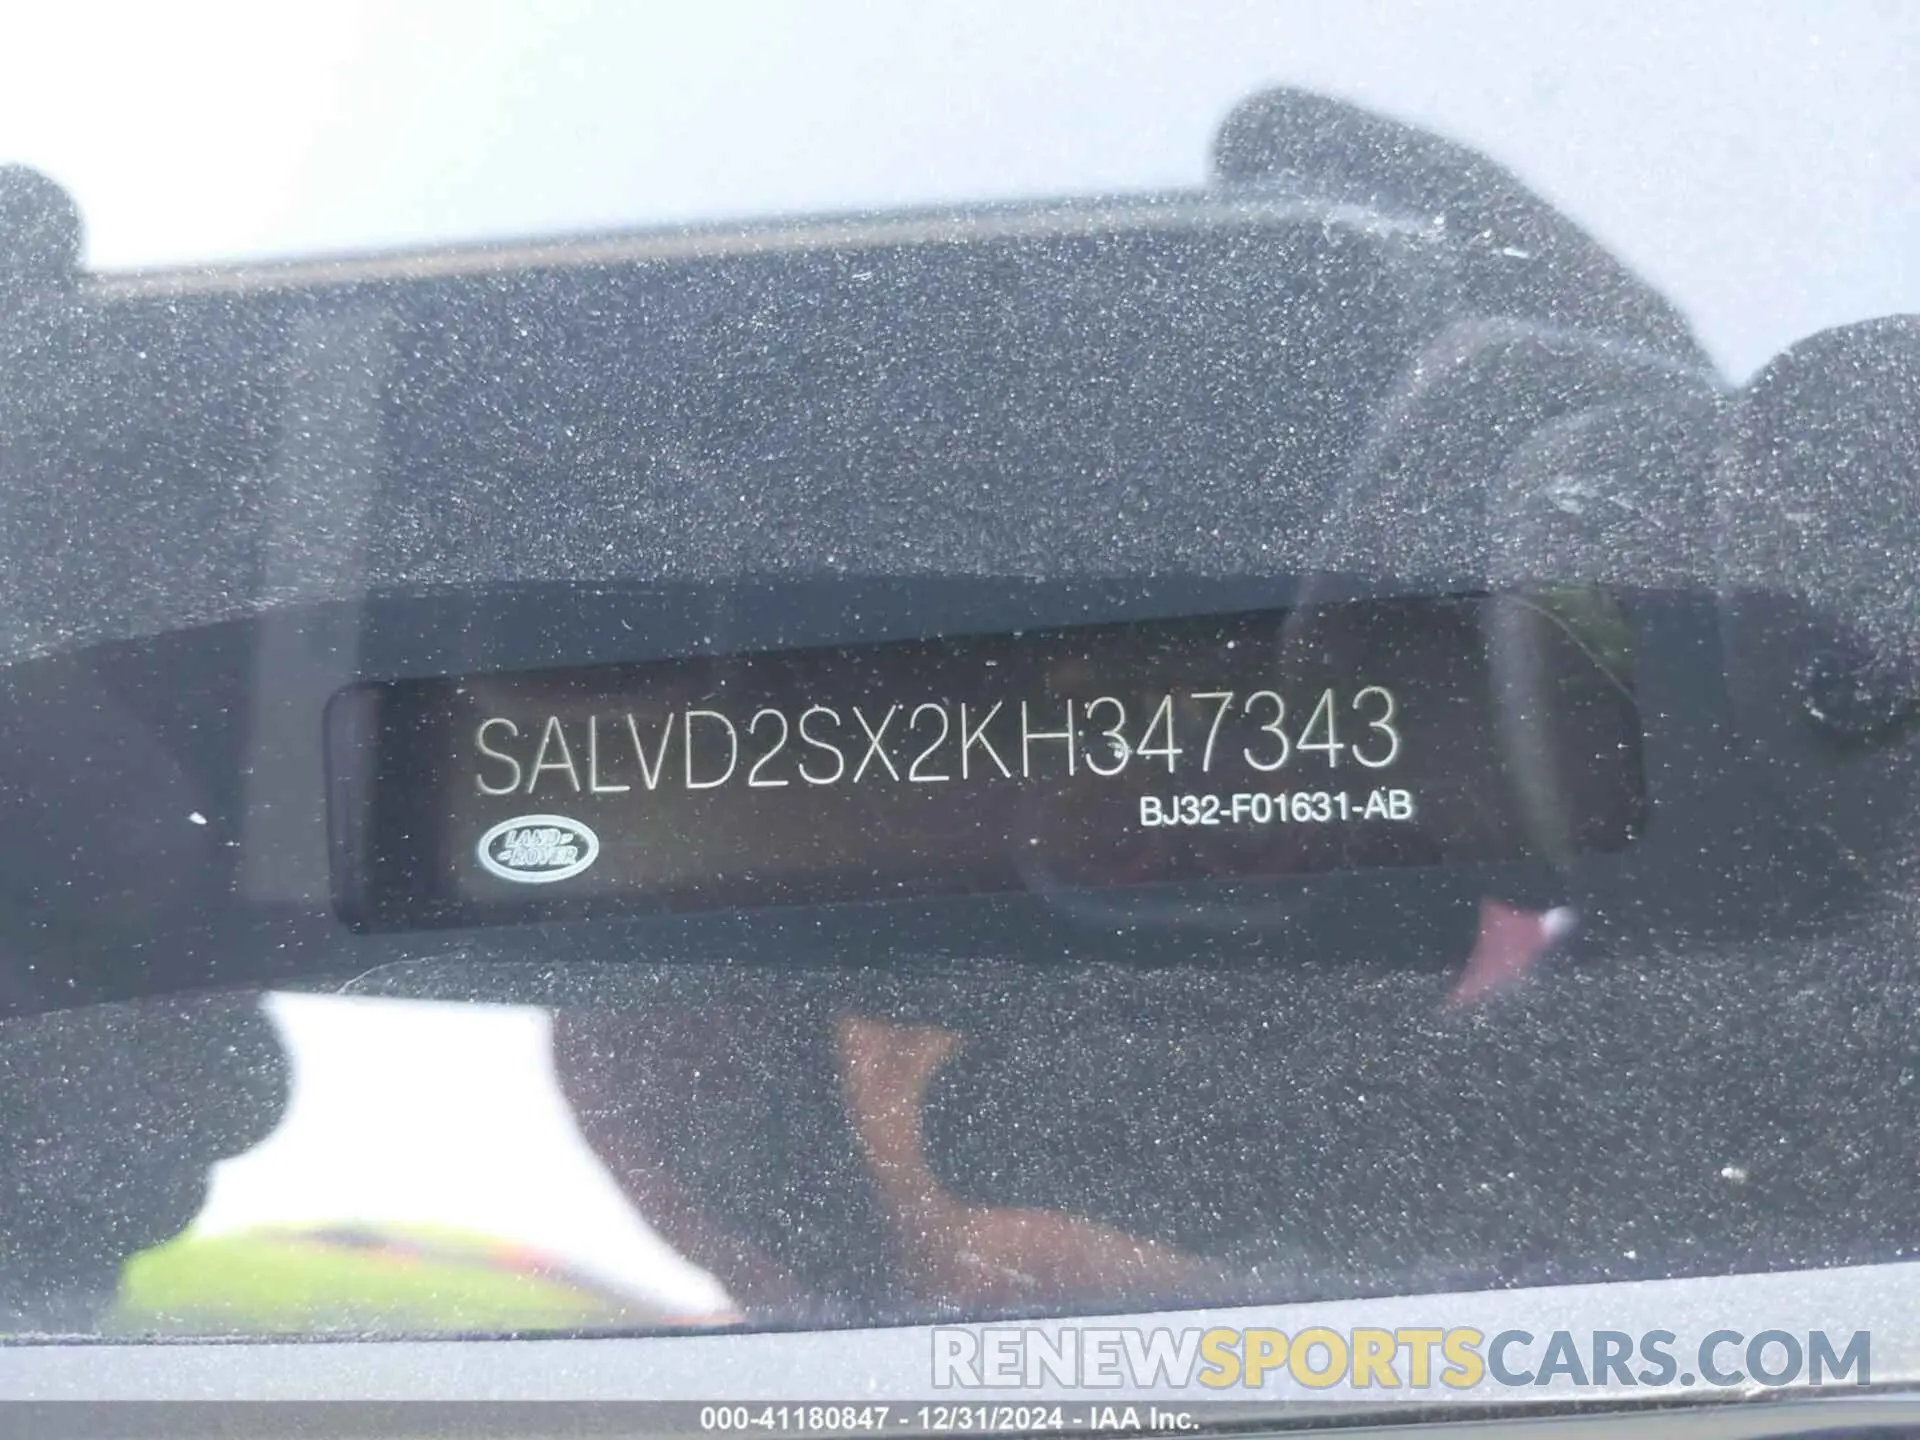 SALVD2SX2KH347343
BJ32-F01631-AB
LAND
ROVER
RENEWSPORTSCARS.COM
000-41180847 - 12/31/2024 - IAA Inc.